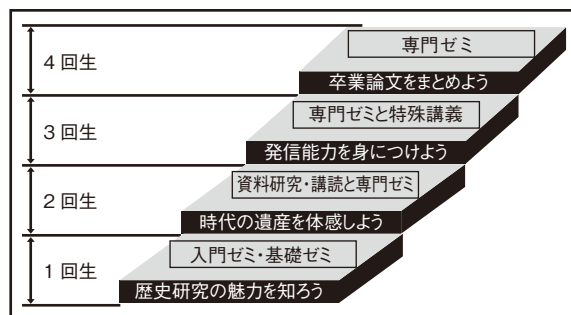 4回生
専門ゼミ
卒業論文をまとめよう
3回生
専門ゼミと特殊講義
発信能力を身につけよう
2回生
資料研究・講読と専門ゼミ
時代の遺産を体感しよう
1回生
入門ゼミ・基礎ゼミ
歴史研究の魅力を知ろう